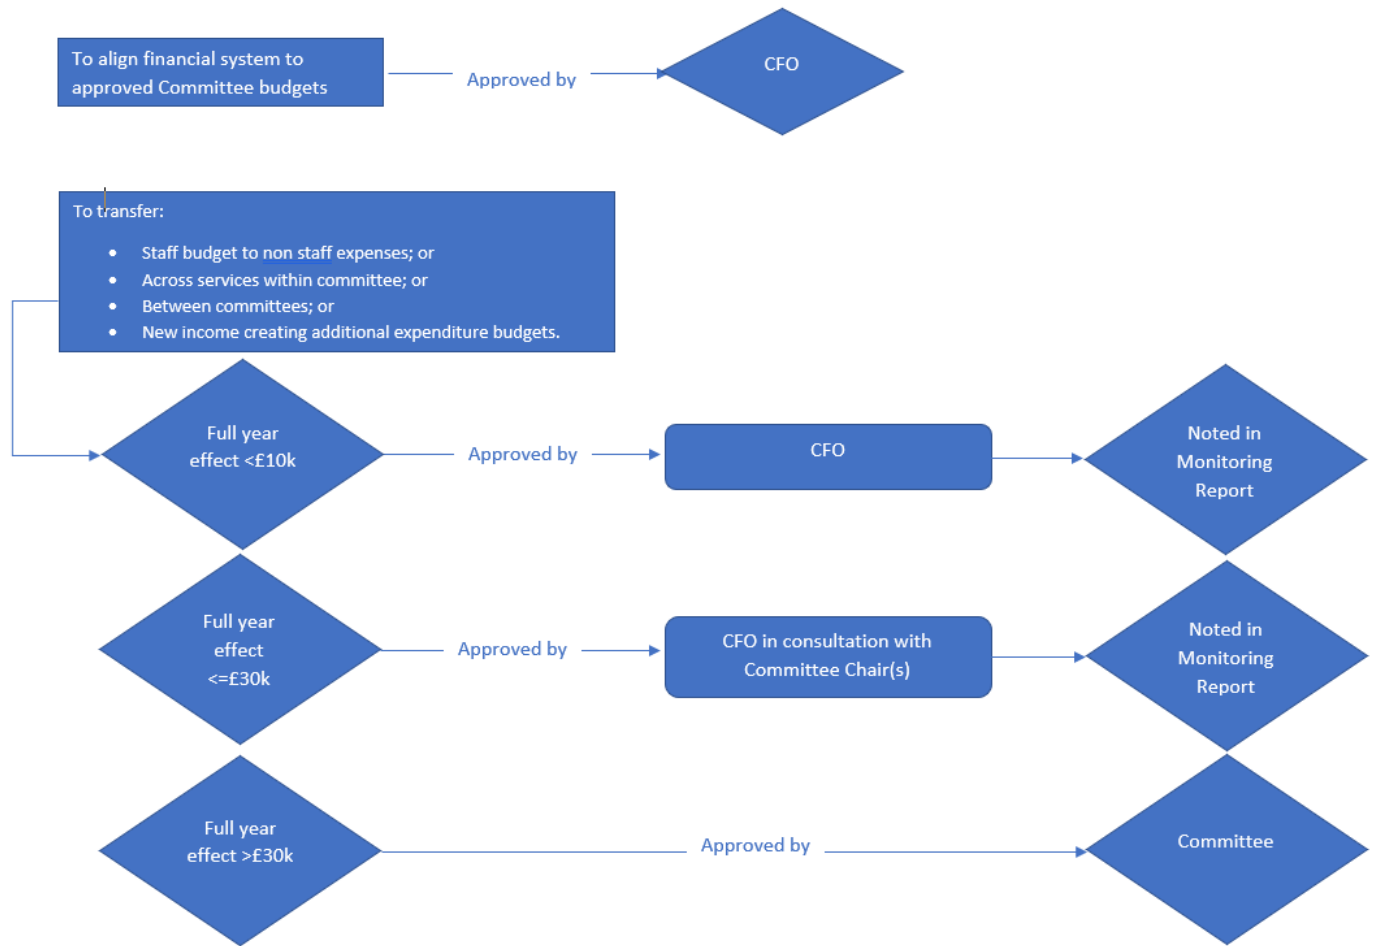 To align financial system to
approved Committee budgets
Approved by
CFO
To transfer:
• Staff budget to non staff expenses; or
• Across services within committee; or
• Between committees; or
• New income creating additional expenditure budgets.
Full year
effect <£10k
Approved by
CFO
Noted in
Monitoring
Report
Full year
effect
<=£30k
Approved by
CFO in consultation with
Committee Chair(s)
Noted in
Monitoring
Report
Full year
effect >£30k
Approved by
Committee